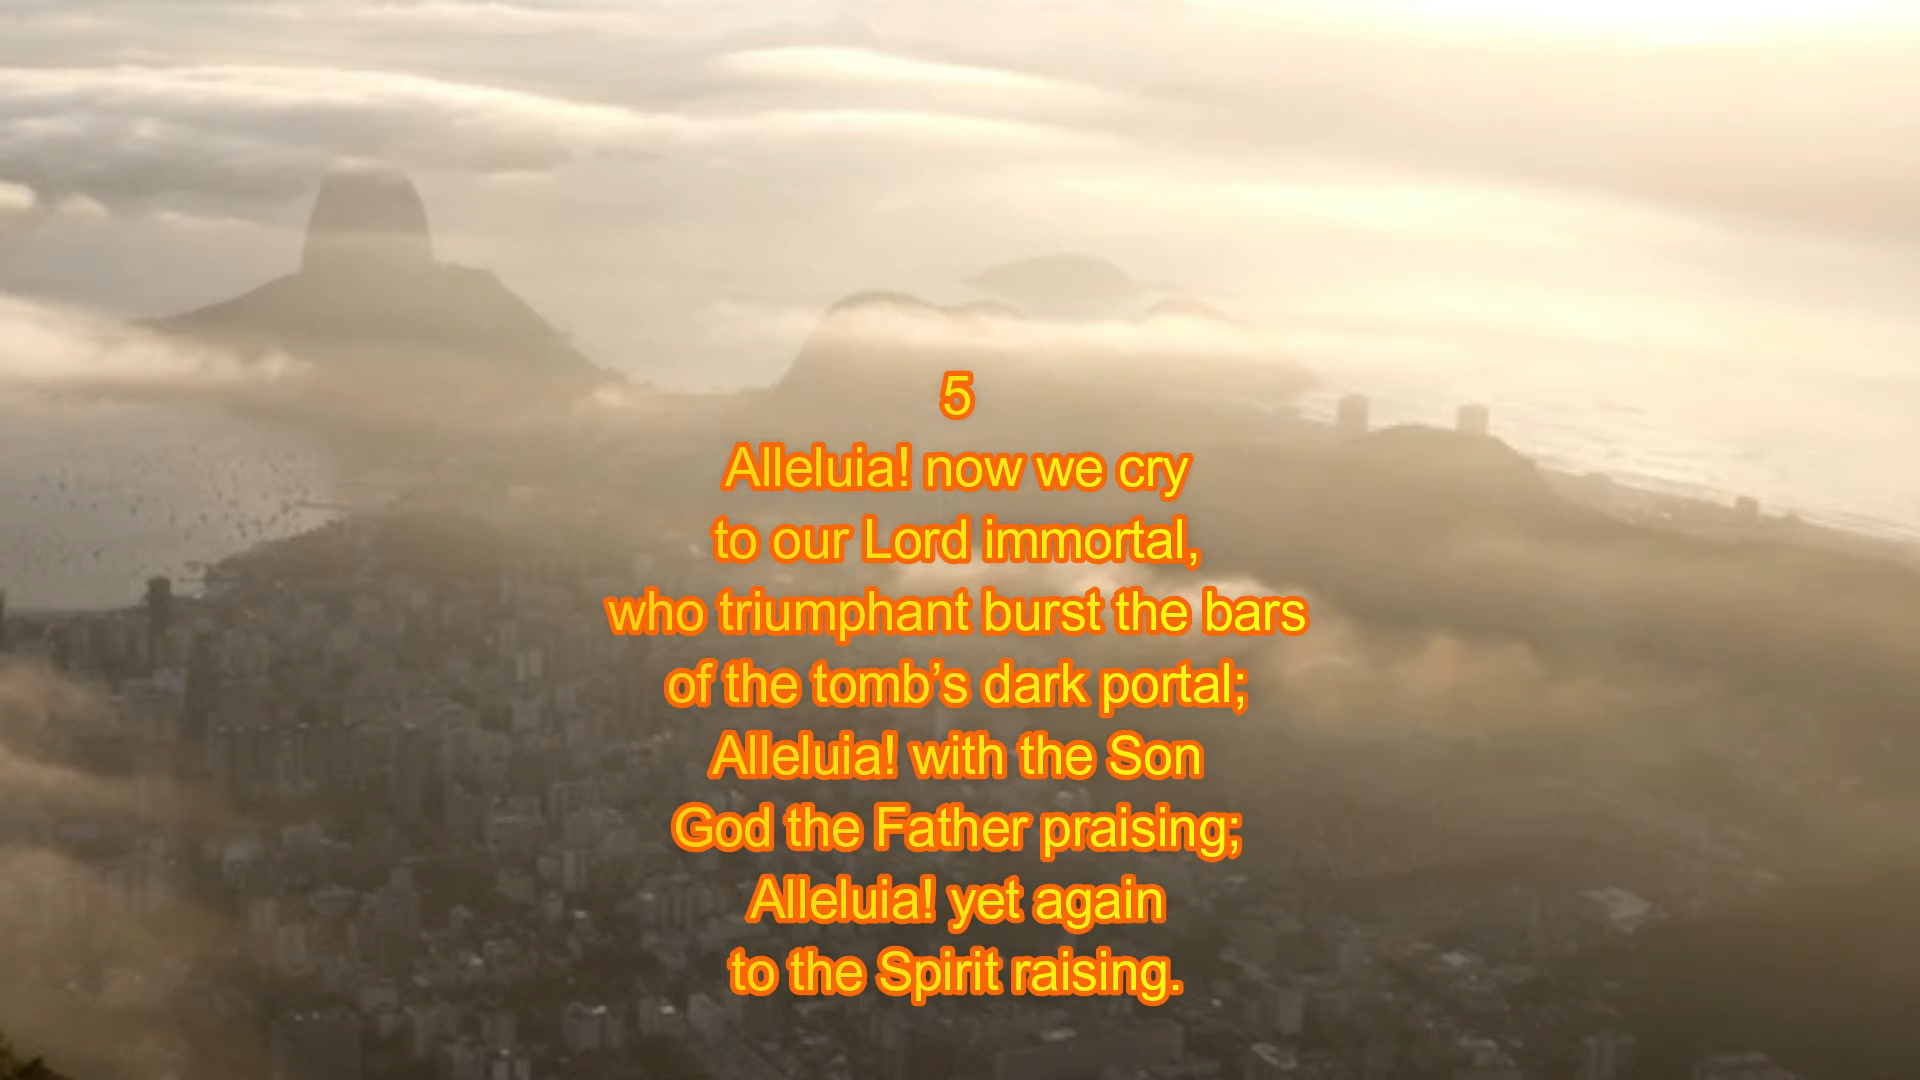 5
Alleluia! now we cry
to our Lord immortal,
who triumphant burst the bars
of the tomb’s dark portal;
Alleluia! with the Son
God the Father praising;
Alleluia! yet again
to the Spirit raising.